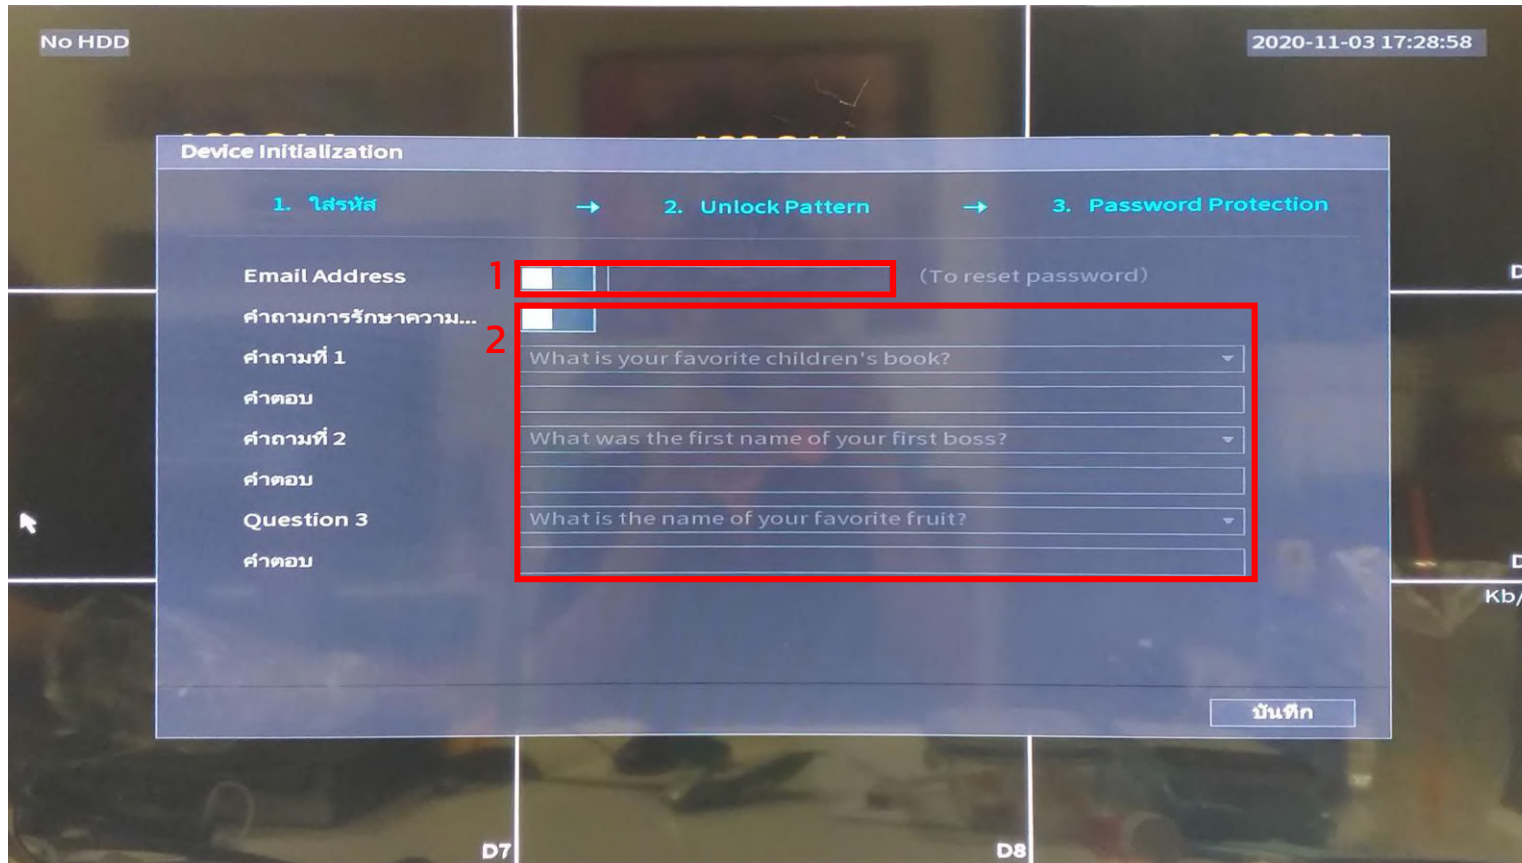 No HDD
2020-11-03 17:28:58
Device Initialization
1. ใส่รหัส → 2. Unlock Pattern → 3. Password Protection
Email Address 1 (To reset password)
คำถามการรักษาความ...
2
คำถามที่ 1 What is your favorite children's book?
คำตอบ
คำถามที่ 2 What was the first name of your first boss?
คำตอบ
Question 3 What is the name of your favorite fruit?
คำตอบ
Kb/
บันทึก
D7
D8